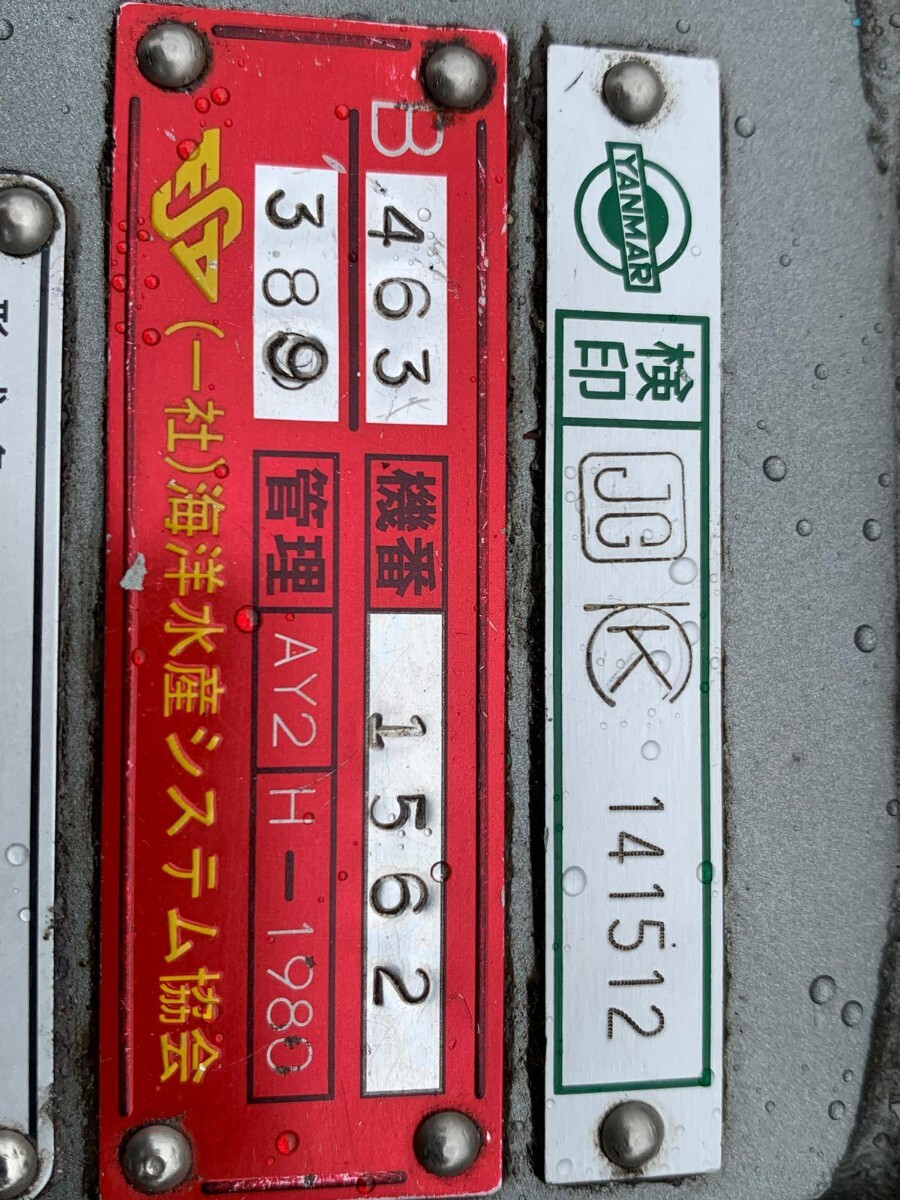 B 463 機番 1562
389 管理 AY2 H-1980
FSA (一社)海洋水産システム協会
YANMAR
検印 JG K 141512